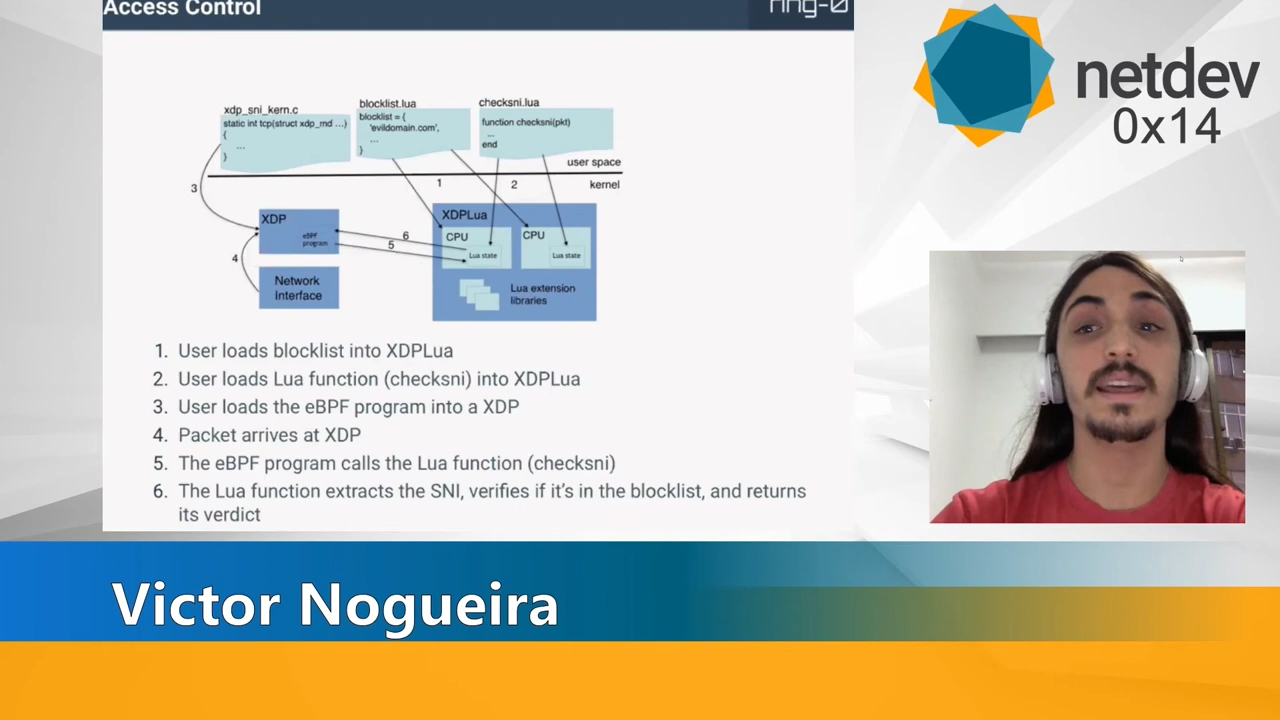 Access Control
ring-0
netdev
0x14
xdp_sni_kern.c
static int tcp(struct xdp_md ...)
{
...
}
blocklist.lua
blocklist = {
'evildomain.com',
...
}
checksni.lua
function checksni(pkt)
...
end
user space
kernel
1
2
3
XDP
eBPF
program
6
5
4
Network
Interface
XDPLua
CPU
Lua state
CPU
Lua state
Lua extension
libraries
1. User loads blocklist into XDPLua
2. User loads Lua function (checksni) into XDPLua
3. User loads the eBPF program into a XDP
4. Packet arrives at XDP
5. The eBPF program calls the Lua function (checksni)
6. The Lua function extracts the SNI, verifies if it's in the blocklist, and returns
its verdict
Victor Nogueira